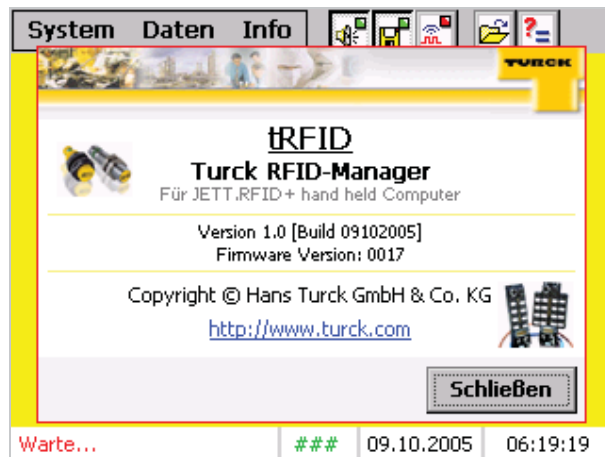 System Daten Info
?=
TURCK
tRFID
Turck RFID-Manager
Für JETT.RFID+ hand held Computer
Version 1.0 [Build 09102005]
Firmware Version: 0017
Copyright © Hans Turck GmbH & Co. KG
http://www.turck.com
Schließen
Warte... ### 09.10.2005 06:19:19